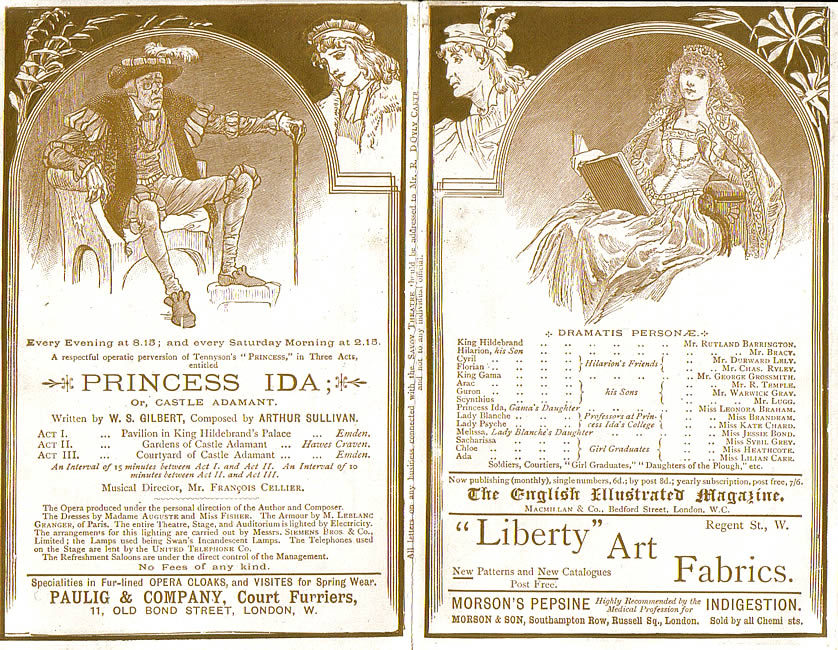 Every Evening at 8.15; and every Saturday Morning at 2.15.
A respectful operatic perversion of Tennyson's "PRINCESS," in Three Acts,
entitled
PRINCESS IDA;
OR, CASTLE ADAMANT.
Written by W. S. GILBERT, Composed by ARTHUR SULLIVAN.
ACT I. ... Pavilion in King Hildebrand's Palace ... Emden.
ACT II. ... Gardens of Castle Adamant ... Hawes Craven.
ACT III. ... Courtyard of Castle Adamant ... Emden.
An Interval of 15 minutes between Act I. and Act II. An Interval of 10
minutes between Act II. and Act III.
Musical Director, Mr. FRANÇOIS CELLIER.
The Opera produced under the personal direction of the Author and Composer.
The Dresses by Madame AUGUSTE and Miss FISHER. The Armour by M. LEBLANC
GRANGER, of Paris. The entire Theatre, Stage, and Auditorium is lighted by Electricity.
The arrangements for this lighting are carried out by Messrs. SIEMENS BROS. & Co.,
Limited; the Lamps used being Swan's Incandescent Lamps. The Telephones used
on the Stage are lent by the UNITED TELEPHONE CO.
The Refreshment Saloons are under the direct control of the Management.
No Fees of any kind.
Specialities in Fur-lined OPERA CLOAKS, and VISITES for Spring Wear.
PAULIG & COMPANY, Court Furriers,
11, OLD BOND STREET, LONDON, W.
All letters on any business connected with the SAVOY THEATRE should be addressed to Mr. R. D'OYLY CARTE
and not to any individual official.
DRAMATIS PERSONÆ.
King Hildebrand .. .. .. .. .. .. Mr. RUTLAND BARRINGTON.
Hilarion, his Son .. .. .. .. .. .. Mr. BRACY.
Cyril .. .. Hilarion's Friends Mr. DURWARD LELY.
Florian .. .. Mr. CHAS. RYLEY.
King Gama .. .. .. .. .. .. Mr. GEORGE GROSSMITH.
Arac .. .. his Sons Mr. R. TEMPLE.
Guron .. .. Mr. WARWICK GRAY.
Scynthius .. .. Mr. LUGG.
Princess Ida, Gama's Daughter .. .. .. Miss LEONORA BRAHAM.
Lady Blanche .. .. Professors at Prin- Miss BRANDRAM.
Lady Psyche .. .. cess Ida's College Miss KATE CHARD.
Melissa, Lady Blanche's Daughter .. .. .. Miss JESSIE BOND.
Sacharissa .. .. Girl Graduates Miss SYBIL GREY.
Chloe .. .. Miss HEATHCOTE.
Ada .. .. Miss LILIAN CARR.
Soldiers, Courtiers, "Girl Graduates," "Daughters of the Plough," etc.
Now publishing (monthly), single numbers, 6d.; by post 8d.; yearly subscription, post free, 7/6.
The English Illustrated Magazine.
MACMILLAN & Co., Bedford Street, London, W.C.
"Liberty" Art Fabrics.
Regent St., W.
New Patterns and New Catalogues
Post Free.
MORSON'S PEPSINE Highly Recommended by the Medical Profession for INDIGESTION.
MORSON & SON, Southampton Row, Russell Sq., London. Sold by all Chemi sts.